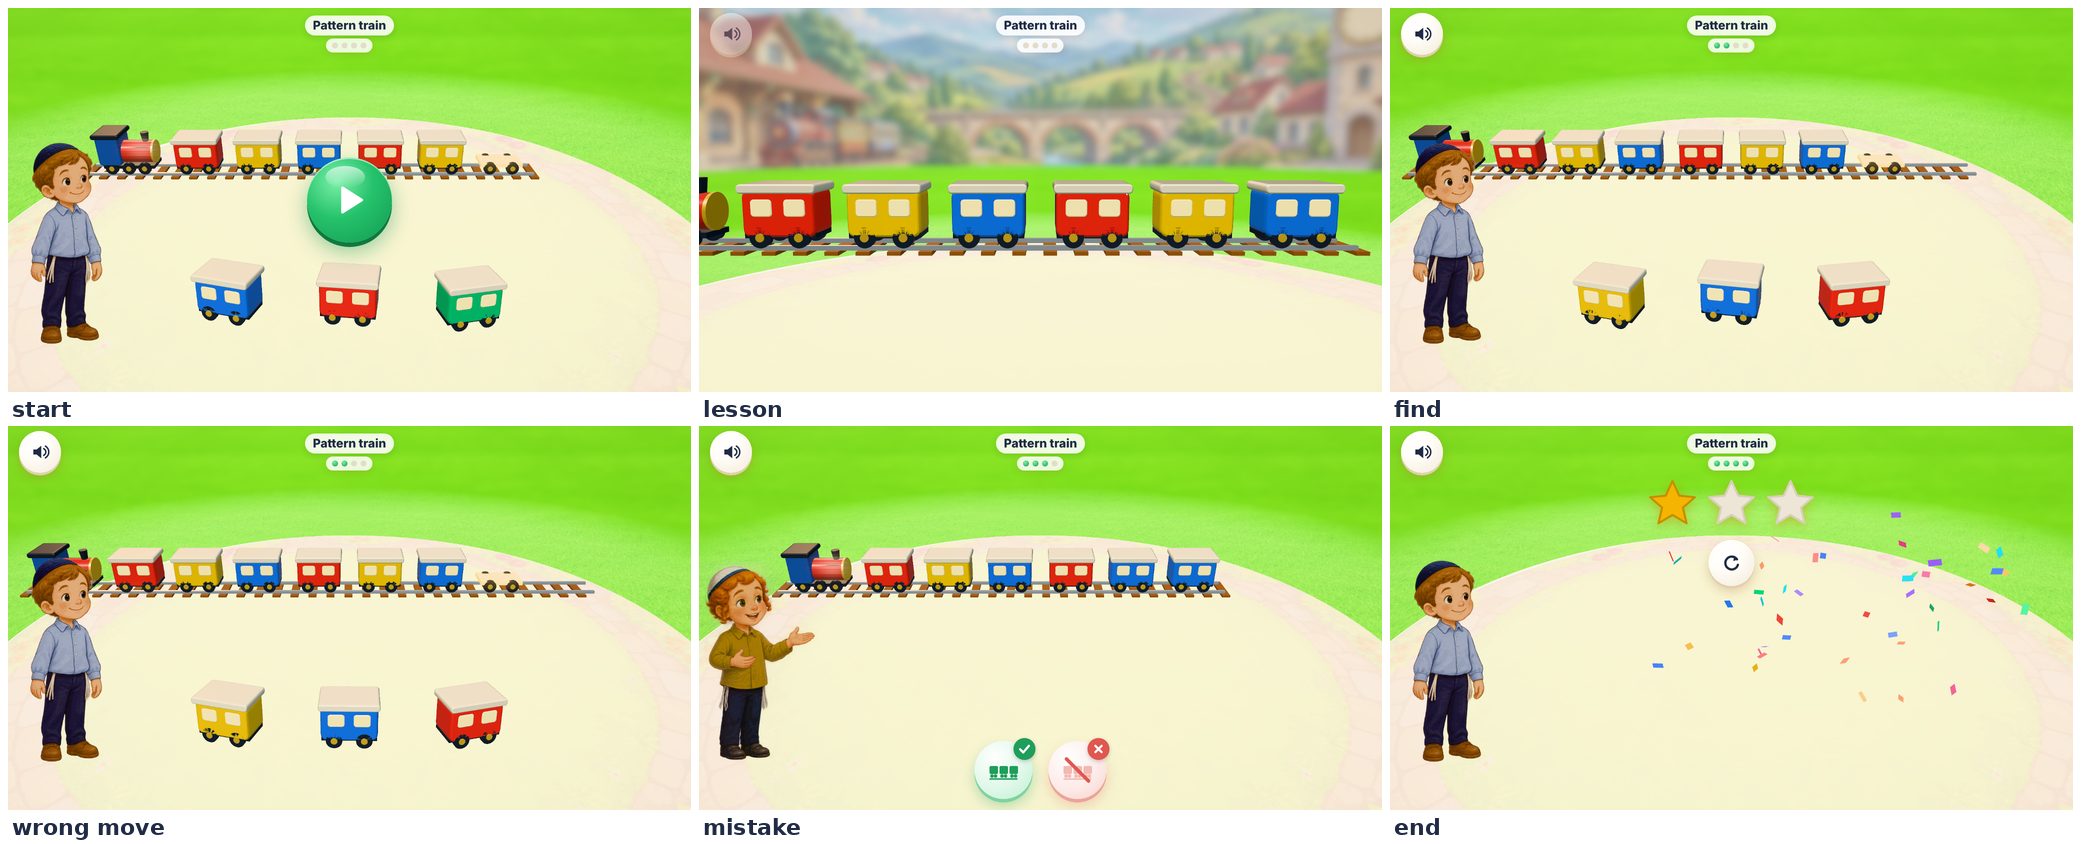 Pattern train
Pattern train
Pattern train
start
lesson
find
Pattern train
Pattern train
Pattern train
wrong move
mistake
end